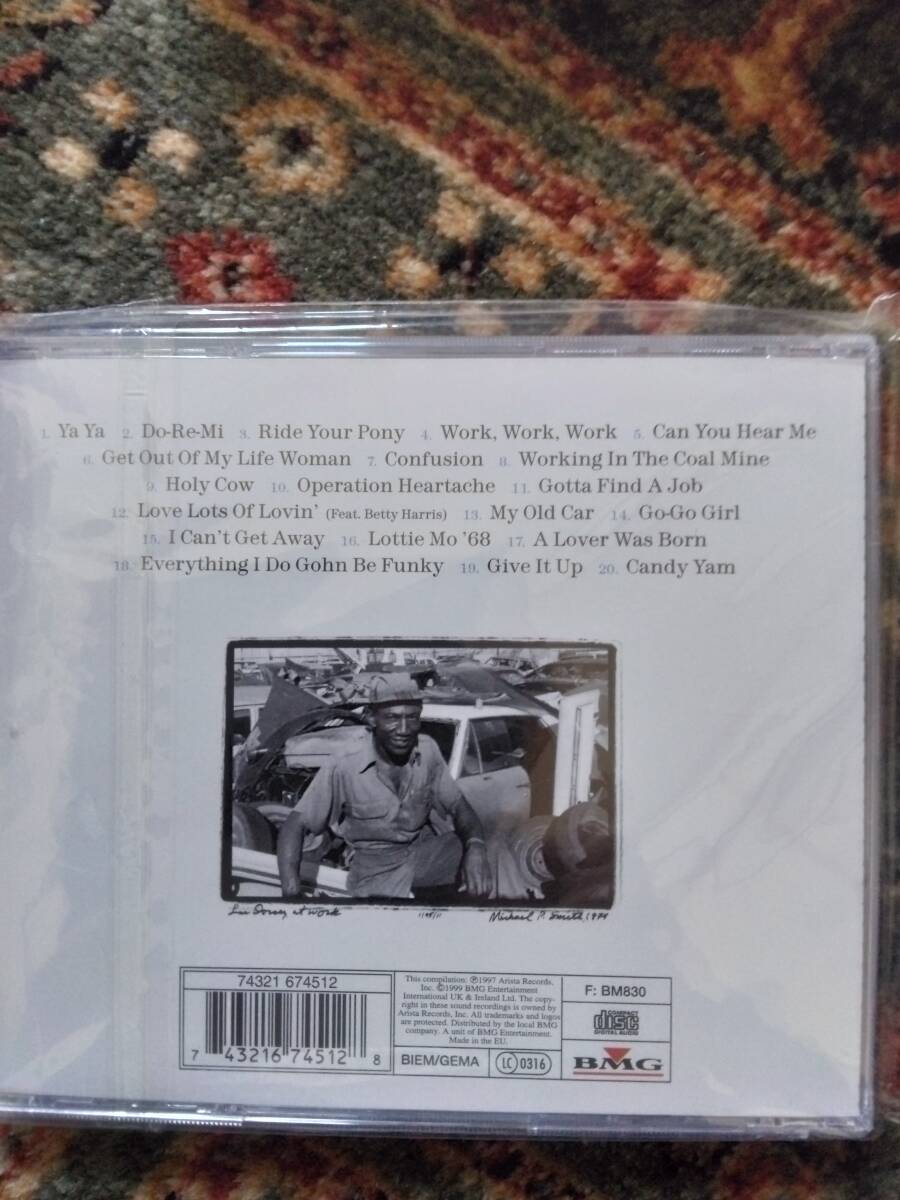 1. Ya Ya 2. Do-Re-Mi 3. Ride Your Pony 4. Work, Work, Work 5. Can You Hear Me
6. Get Out Of My Life Woman 7. Confusion 8. Working In The Coal Mine
9. Holy Cow 10. Operation Heartache 11. Gotta Find A Job
12. Love Lots Of Lovin' (Feat. Betty Harris) 13. My Old Car 14. Go-Go Girl
15. I Can't Get Away 16. Lottie Mo '68 17. A Lover Was Born
18. Everything I Do Gohn Be Funky 19. Give It Up 20. Candy Yam
Lee Dorsey at work Michael P. Smith, 1974
74321 674512
7 43216 74512 8
This compilation: ℗1997 Arista Records,
Inc. ©1999 BMG Entertainment
International UK & Ireland Ltd. The copy-
right in these sound recordings is owned by
Arista Records, Inc. All trademarks and logos
are protected. Distributed by the local BMG
company. A unit of BMG Entertainment.
Made in the EU.
BIEM/GEMA LC 0316
F: BM830
COMPACT
disc
DIGITAL AUDIO
BMG